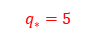 q* = 5